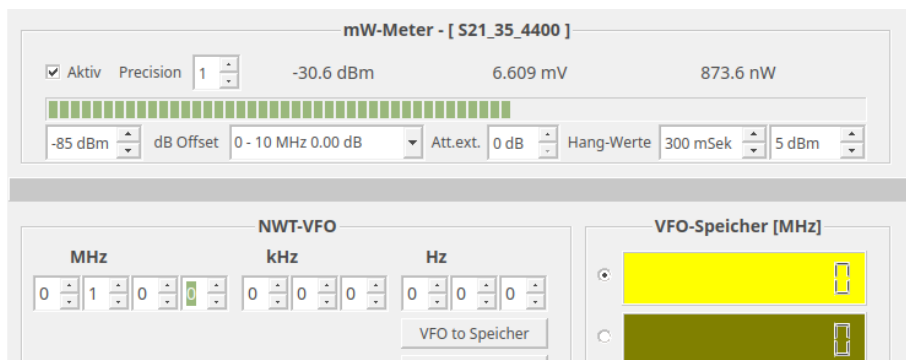 mW-Meter - [ S21_35_4400 ]
Aktiv Precision 1 -30.6 dBm 6.609 mV 873.6 nW
-85 dBm dB Offset 0 - 10 MHz 0.00 dB Att.ext. 0 dB Hang-Werte 300 mSek 5 dBm
NWT-VFO VFO-Speicher [MHz]
MHz kHz Hz
0 1 0 0 0 0 0 0 0 0 0
VFO to Speicher 0